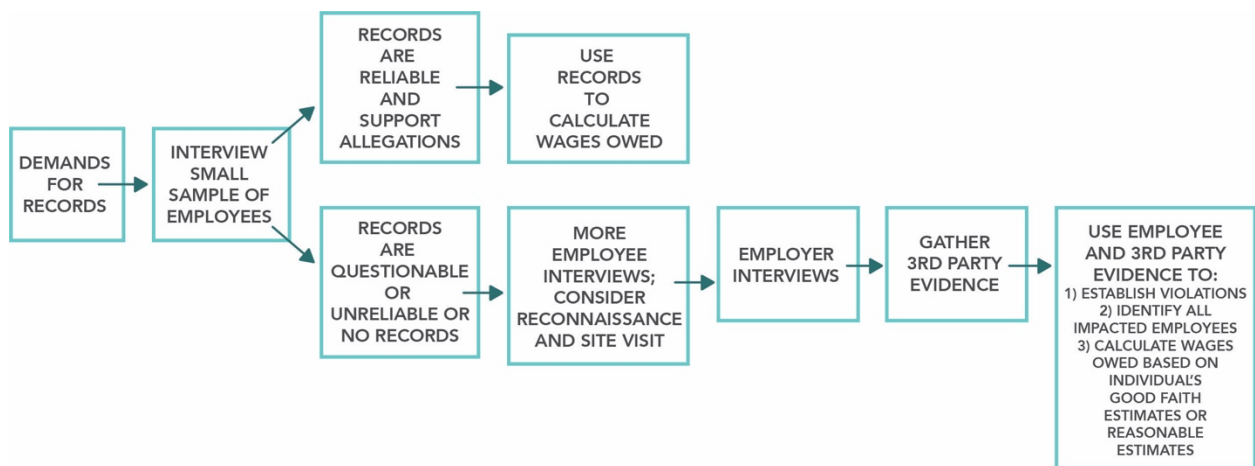 DEMANDS
FOR
RECORDS
INTERVIEW
SMALL
SAMPLE OF
EMPLOYEES
RECORDS
ARE
RELIABLE
AND
SUPPORT
ALLEGATIONS
USE
RECORDS
TO
CALCULATE
WAGES OWED
RECORDS
ARE
QUESTIONABLE
OR
UNRELIABLE OR
NO RECORDS
MORE
EMPLOYEE
INTERVIEWS;
CONSIDER
RECONNAISSANCE
AND SITE VISIT
EMPLOYER
INTERVIEWS
GATHER
3RD PARTY
EVIDENCE
USE EMPLOYEE
AND 3RD PARTY
EVIDENCE TO:
1) ESTABLISH VIOLATIONS
2) IDENTIFY ALL
IMPACTED EMPLOYEES
3) CALCULATE WAGES
OWED BASED ON
INDIVIDUAL'S
GOOD FAITH
ESTIMATES OR
REASONABLE
ESTIMATES